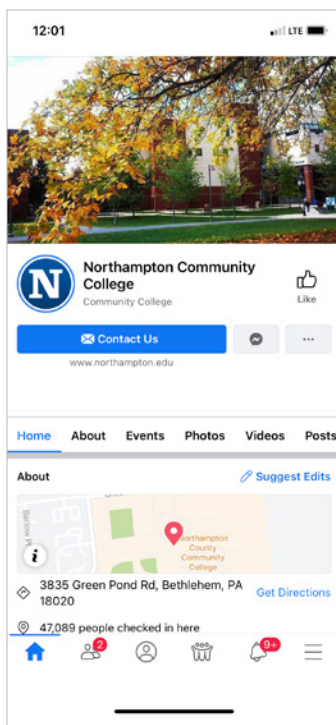 12:01
LTE
N
Northampton Community
College
Community College
Like
Contact Us
...
www.northampton.edu
Home About Events Photos Videos Posts
About
Suggest Edits
Barlow Pl
i
Northampton
County
Community
College
3835 Green Pond Rd, Bethlehem, PA
18020
Get Directions
47,089 people checked in here
2
9+